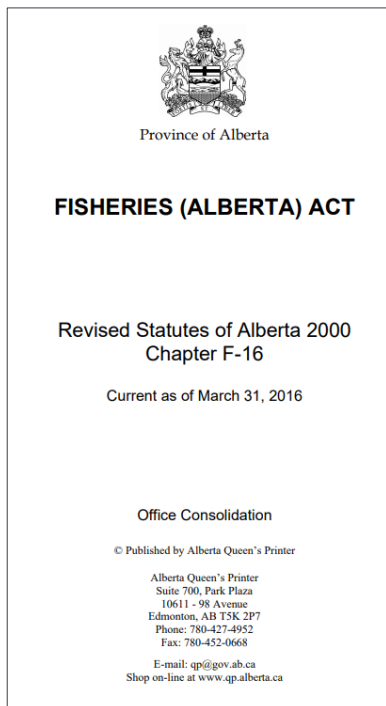 Province of Alberta
FISHERIES (ALBERTA) ACT
Revised Statutes of Alberta 2000
Chapter F-16
Current as of March 31, 2016
Office Consolidation
© Published by Alberta Queen's Printer
Alberta Queen's Printer
Suite 700, Park Plaza
10611 - 98 Avenue
Edmonton, AB T5K 2P7
Phone: 780-427-4952
Fax: 780-452-0668
E-mail: qp@gov.ab.ca
Shop on-line at www.qp.alberta.ca